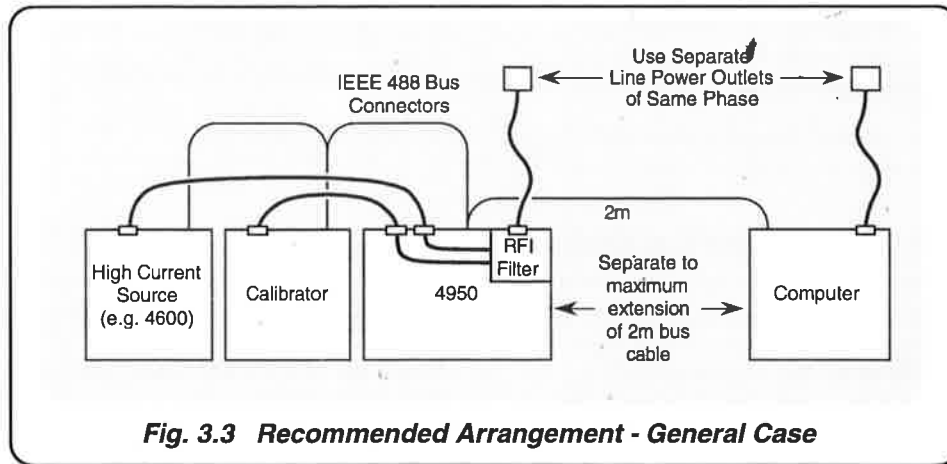 Use Separate
Line Power Outlets
of Same Phase
IEEE 488 Bus
Connectors
2m
High Current
Source
(e.g. 4600)
Calibrator
4950
RFI
Filter
Separate to
maximum
extension
of 2m bus
cable
Computer
Fig. 3.3 Recommended Arrangement - General Case